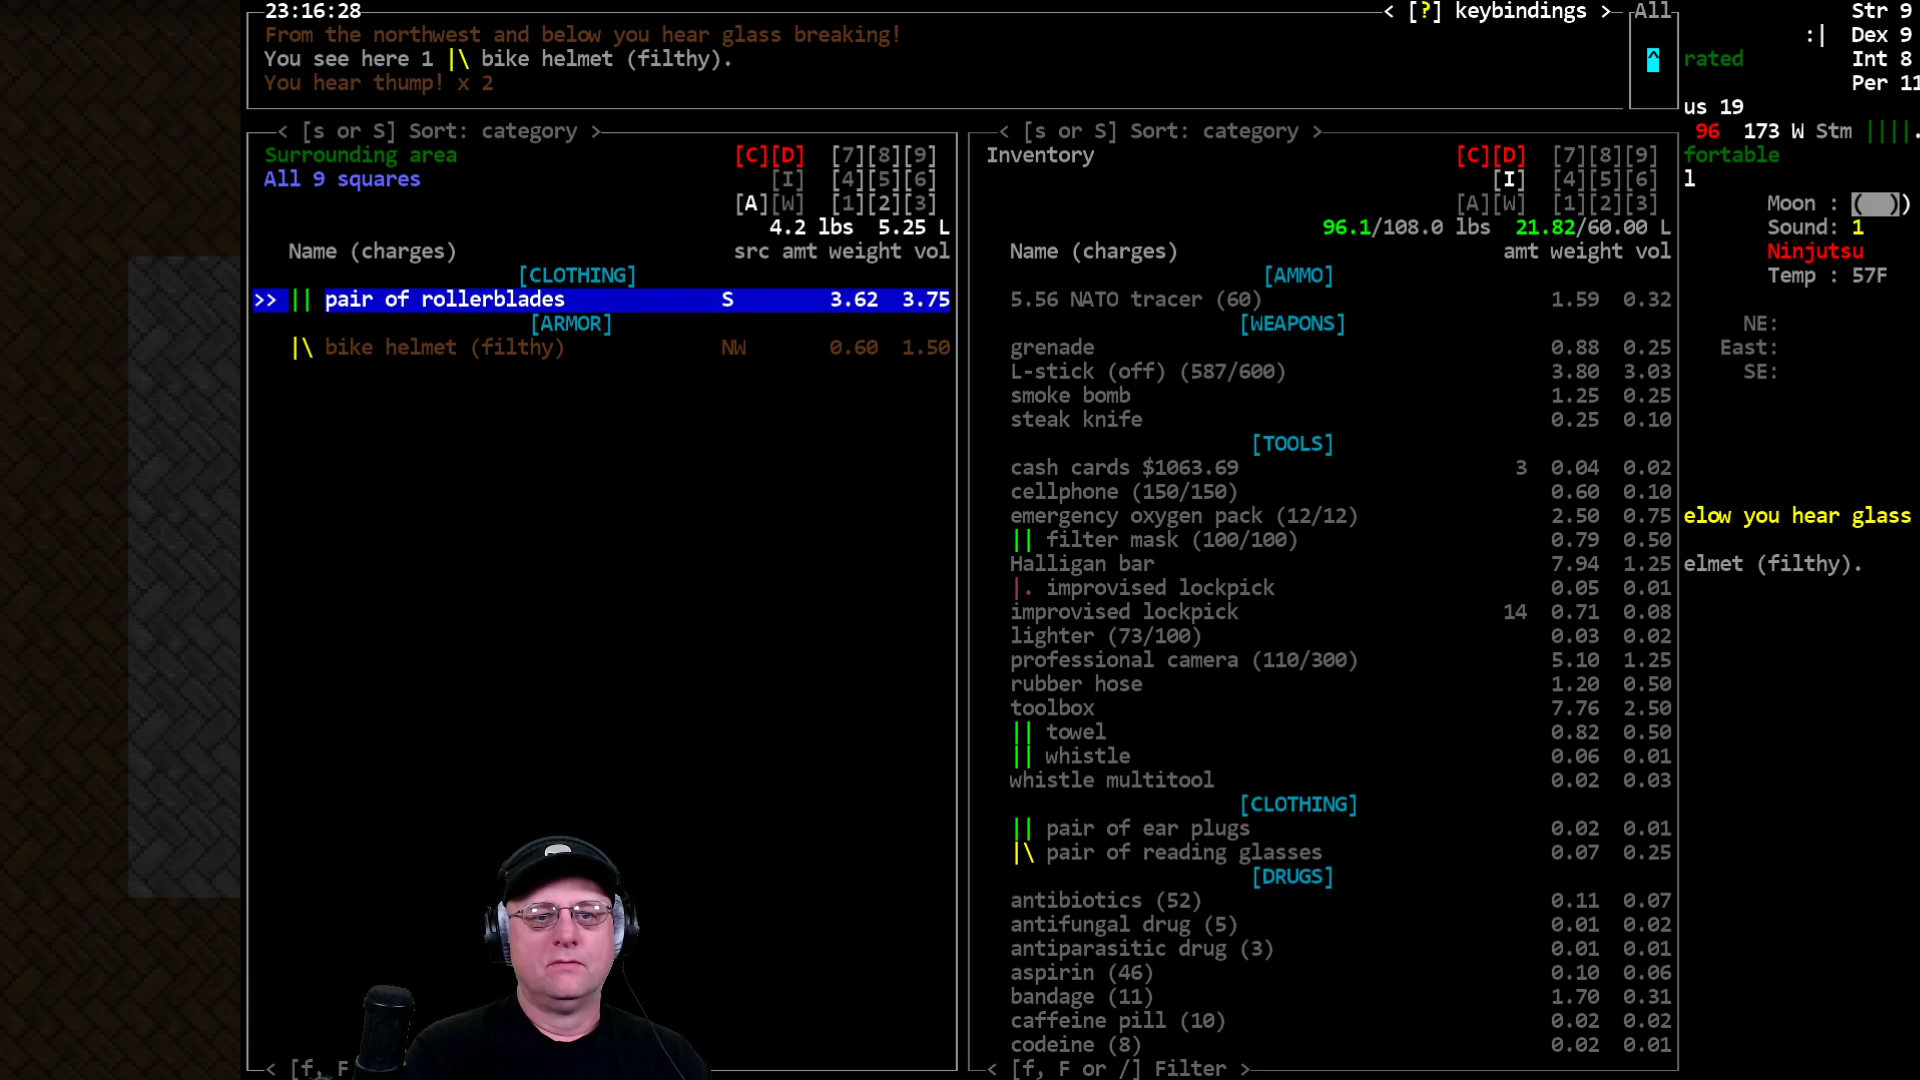 23:16:28
< [?] keybindings >
All
From the northwest and below you hear glass breaking!
You see here 1 |\ bike helmet (filthy).
You hear thump! x 2
^
:|
Str 9
Dex 9
rated
Int 8
Per 11
us 19
96 173 W Stm ||||.
fortable
l
Moon : ( ))
Sound: 1
Ninjutsu
Temp : 57F
NE:
East:
SE:
elow you hear glass
elmet (filthy).
< [s or S] Sort: category >
Surrounding area
All 9 squares
[C][D] [7][8][9]
[I] [4][5][6]
[A][W] [1][2][3]
4.2 lbs 5.25 L
Name (charges) src amt weight vol
[CLOTHING]
>> || pair of rollerblades S 3.62 3.75
[ARMOR]
|\ bike helmet (filthy) NW 0.60 1.50
< [f, F
< [s or S] Sort: category >
Inventory
[C][D] [7][8][9]
[I] [4][5][6]
[A][W] [1][2][3]
96.1/108.0 lbs 21.82/60.00 L
Name (charges) amt weight vol
[AMMO]
5.56 NATO tracer (60) 1.59 0.32
[WEAPONS]
grenade 0.88 0.25
L-stick (off) (587/600) 3.80 3.03
smoke bomb 1.25 0.25
steak knife 0.25 0.10
[TOOLS]
cash cards $1063.69 3 0.04 0.02
cellphone (150/150) 0.60 0.10
emergency oxygen pack (12/12) 2.50 0.75
|| filter mask (100/100) 0.79 0.50
Halligan bar 7.94 1.25
|. improvised lockpick 0.05 0.01
improvised lockpick 14 0.71 0.08
lighter (73/100) 0.03 0.02
professional camera (110/300) 5.10 1.25
rubber hose 1.20 0.50
toolbox 7.76 2.50
|| towel 0.82 0.50
|| whistle 0.06 0.01
whistle multitool 0.02 0.03
[CLOTHING]
|| pair of ear plugs 0.02 0.01
|\ pair of reading glasses 0.07 0.25
[DRUGS]
antibiotics (52) 0.11 0.07
antifungal drug (5) 0.01 0.02
antiparasitic drug (3) 0.01 0.01
aspirin (46) 0.10 0.06
bandage (11) 1.70 0.31
caffeine pill (10) 0.02 0.02
codeine (8) 0.02 0.01
< [f, F or /] Filter >